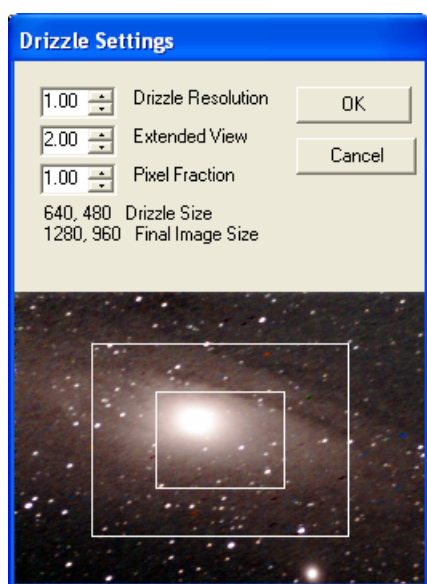 Drizzle Settings
1.00 Drizzle Resolution
OK
2.00 Extended View
Cancel
1.00 Pixel Fraction
640, 480 Drizzle Size
1280, 960 Final Image Size